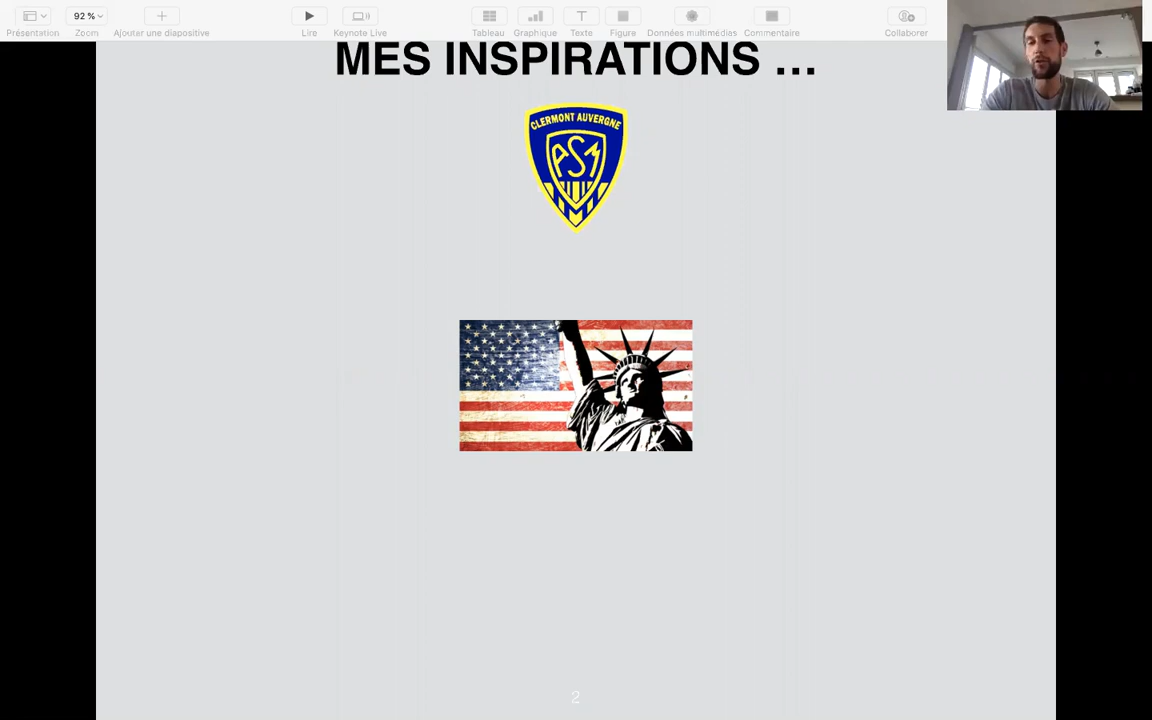 92 %
Présentation
Zoom
Ajouter une diapositive
Lire
Keynote Live
Tableau
Graphique
Texte
Figure
Données multimédias
Commentaire
Collaborer
MES INSPIRATIONS ...
CLERMONT AUVERGNE
ASM
2